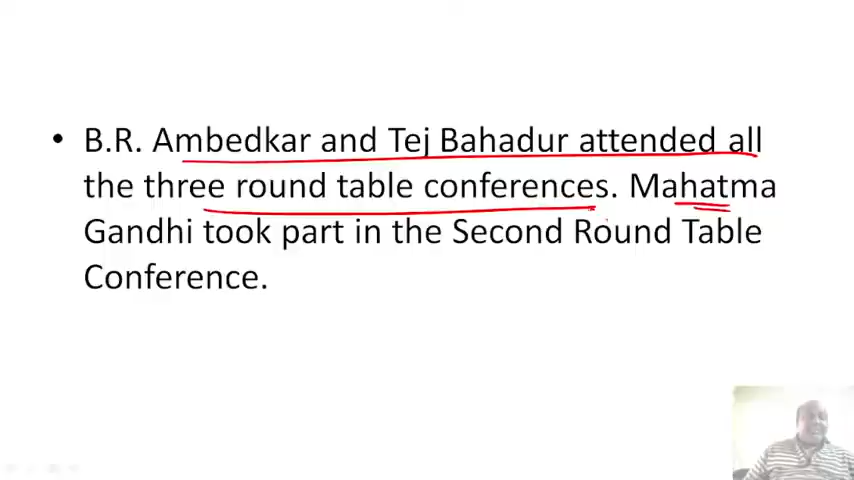 • B.R. Ambedkar and Tej Bahadur attended all
the three round table conferences. Mahatma
Gandhi took part in the Second Round Table
Conference.